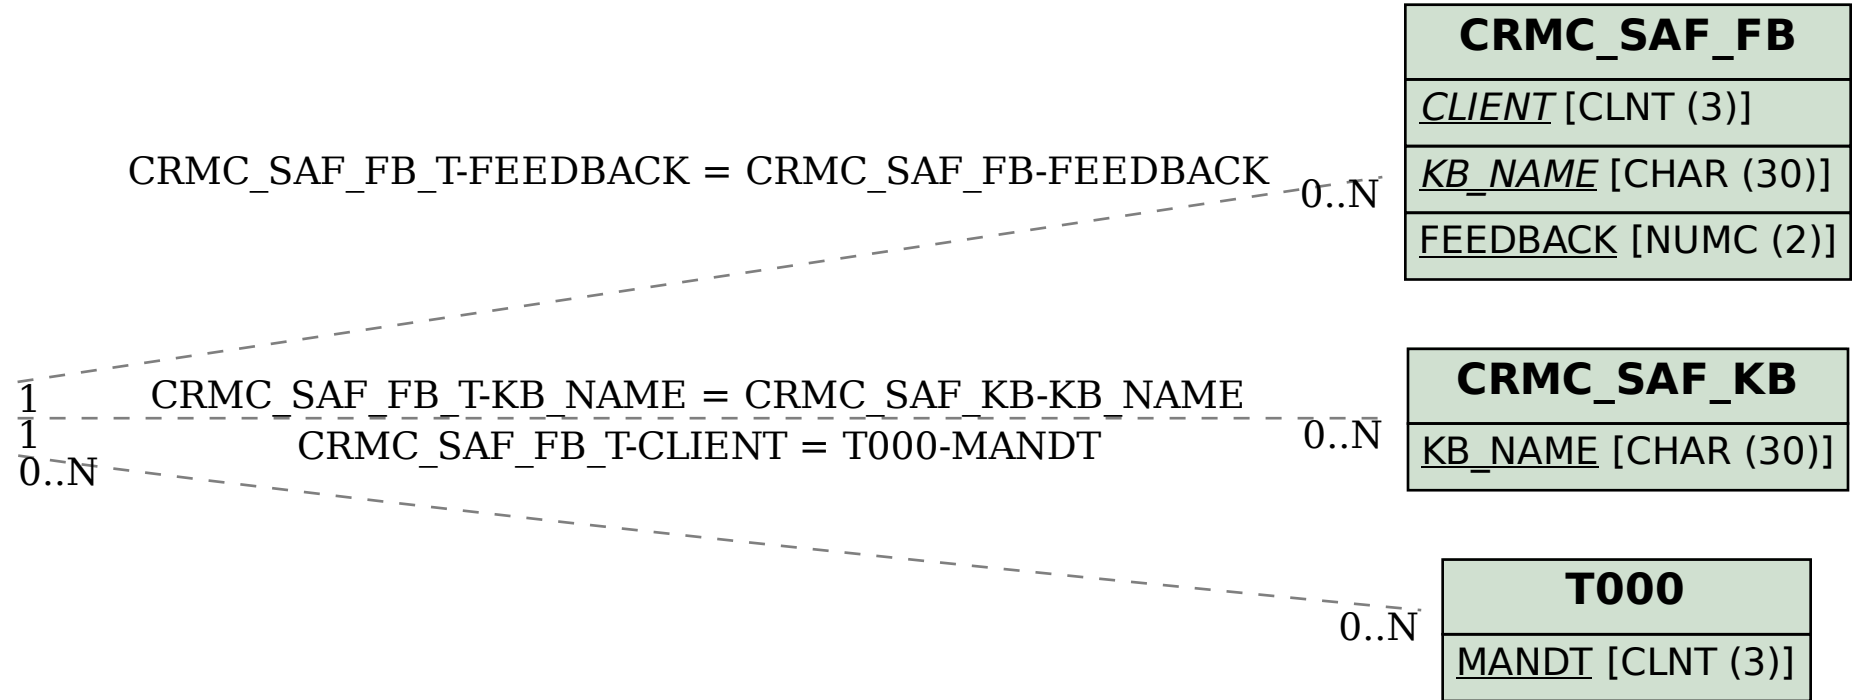 CRMC_SAF_FB
CLIENT [CLNT (3)]
KB_NAME [CHAR (30)]
FEEDBACK [NUMC (2)]
CRMC_SAF_FB_T-FEEDBACK = CRMC_SAF_FB-FEEDBACK
0..N
1
CRMC_SAF_FB_T-KB_NAME = CRMC_SAF_KB-KB_NAME
1
0..N
CRMC_SAF_FB_T-CLIENT = T000-MANDT
0..N
CRMC_SAF_KB
KB_NAME [CHAR (30)]
0..N
T000
MANDT [CLNT (3)]